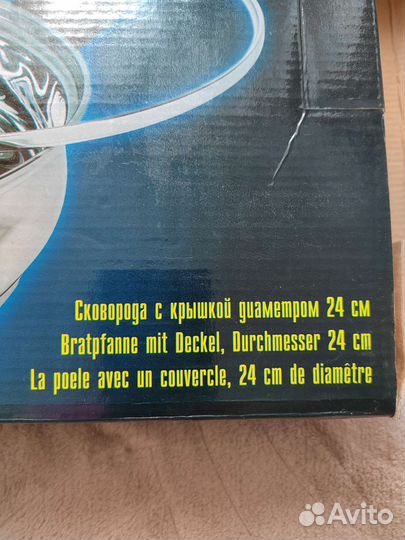 Сковорода с крышкой диаметром 24 см
Bratpfanne mit Deckel, Durchmesser 24 cm
La poele avec un couvercle, 24 cm de diamêtre
Avito